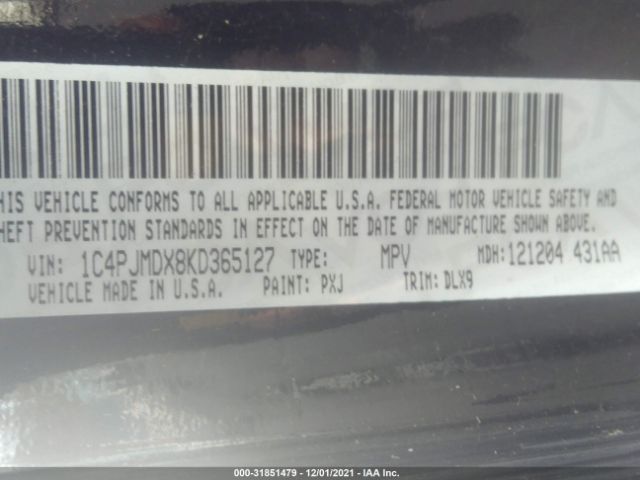 THIS VEHICLE CONFORMS TO ALL APPLICABLE U.S.A. FEDERAL MOTOR VEHICLE SAFETY AND
THEFT PREVENTION STANDARDS IN EFFECT ON THE DATE OF MANUFACTURE SHOWN ABOVE.
VIN: 1C4PJMDX8KD365127 TYPE: MPV MDH:121204 431AA
VEHICLE MADE IN U.S.A. PAINT: PXJ TRIM: DLX9
000-31851479 - 12/01/2021 - IAA Inc.